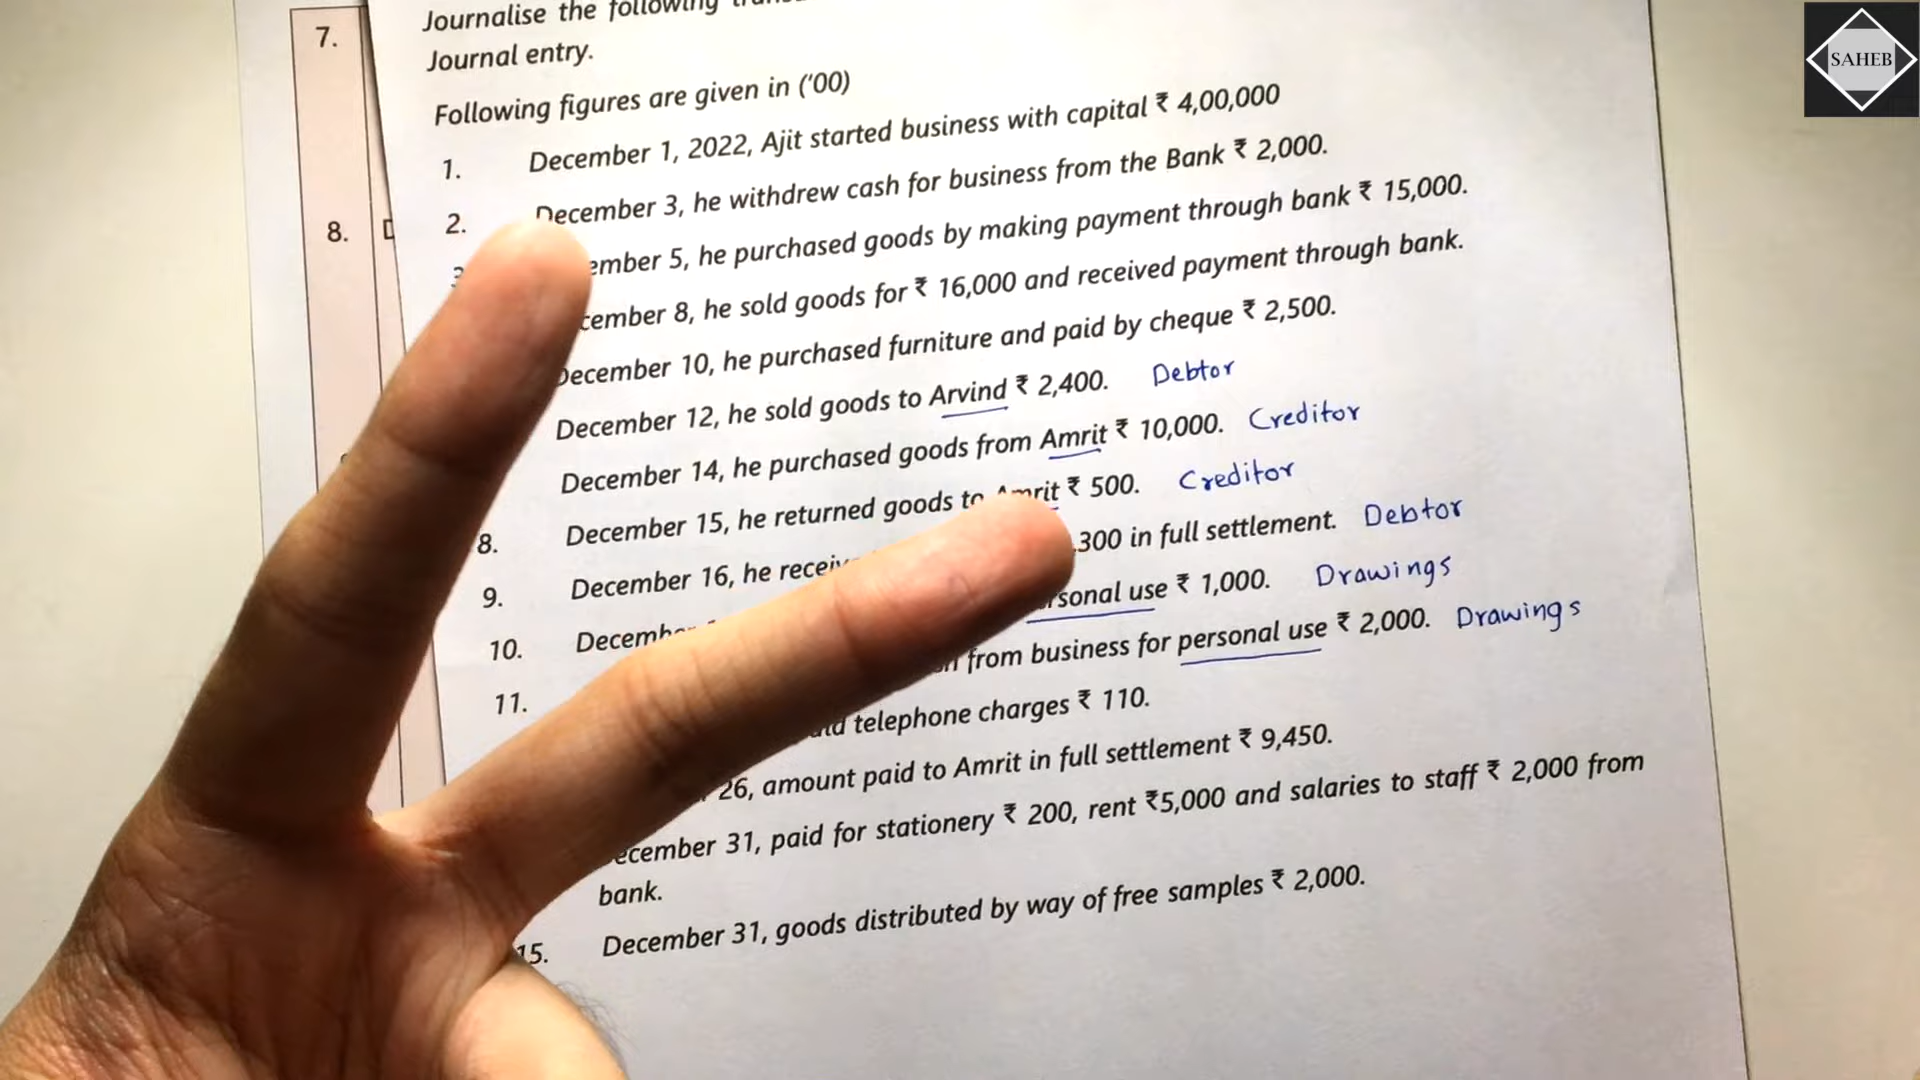 7.
Journalise the following
Journal entry.
Following figures are given in ('00)
1. December 1, 2022, Ajit started business with capital ₹ 4,00,000
8.
2. December 3, he withdrew cash for business from the Bank ₹ 2,000.
ember 5, he purchased goods by making payment through bank ₹ 15,000.
cember 8, he sold goods for ₹ 16,000 and received payment through bank.
December 10, he purchased furniture and paid by cheque ₹ 2,500.
December 12, he sold goods to Arvind ₹ 2,400. Debtor
December 14, he purchased goods from Amrit ₹ 10,000. Creditor
8. December 15, he returned goods to Amrit ₹ 500. Creditor
9. December 16, he receiv 300 in full settlement. Debtor
10. Decemb rsonal use ₹ 1,000. Drawings
11. from business for personal use ₹ 2,000. Drawings
telephone charges ₹ 110.
26, amount paid to Amrit in full settlement ₹ 9,450.
ecember 31, paid for stationery ₹ 200, rent ₹5,000 and salaries to staff ₹ 2,000 from
bank.
15. December 31, goods distributed by way of free samples ₹ 2,000.
SAHEB